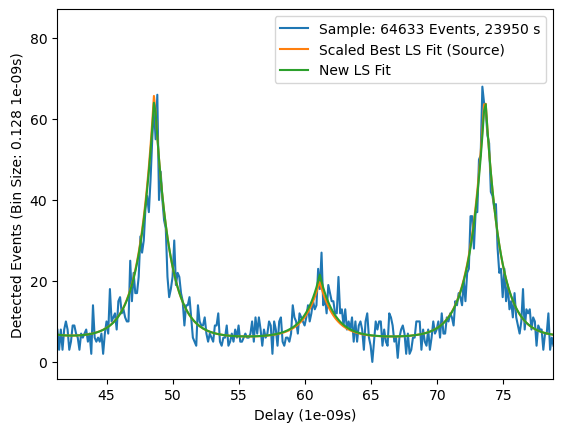 Sample: 64633 Events, 23950 s
Scaled Best LS Fit (Source)
New LS Fit
Detected Events (Bin Size: 0.128 1e-09s)
80
60
40
20
0
45 50 55 60 65 70 75
Delay (1e-09s)